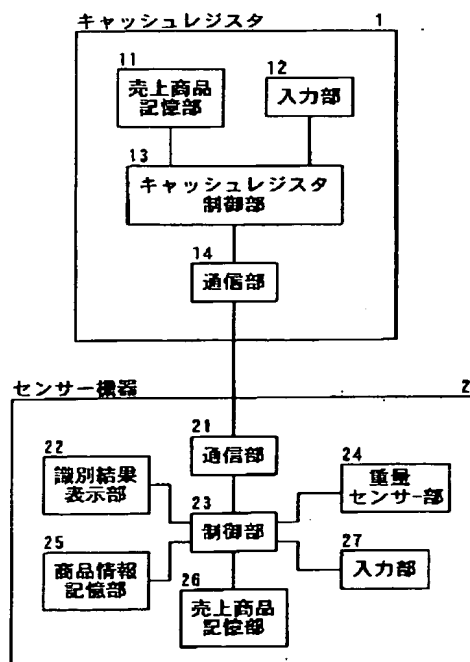 キャッシュレジスタ 1
11
売上商品
記憶部
12
入力部
13
キャッシュレジスタ
制御部
14
通信部
センサー機器 2
21
通信部
22
識別結果
表示部
23
制御部
24
重量
センサー部
25
商品情報
記憶部
26
売上商品
記憶部
27
入力部